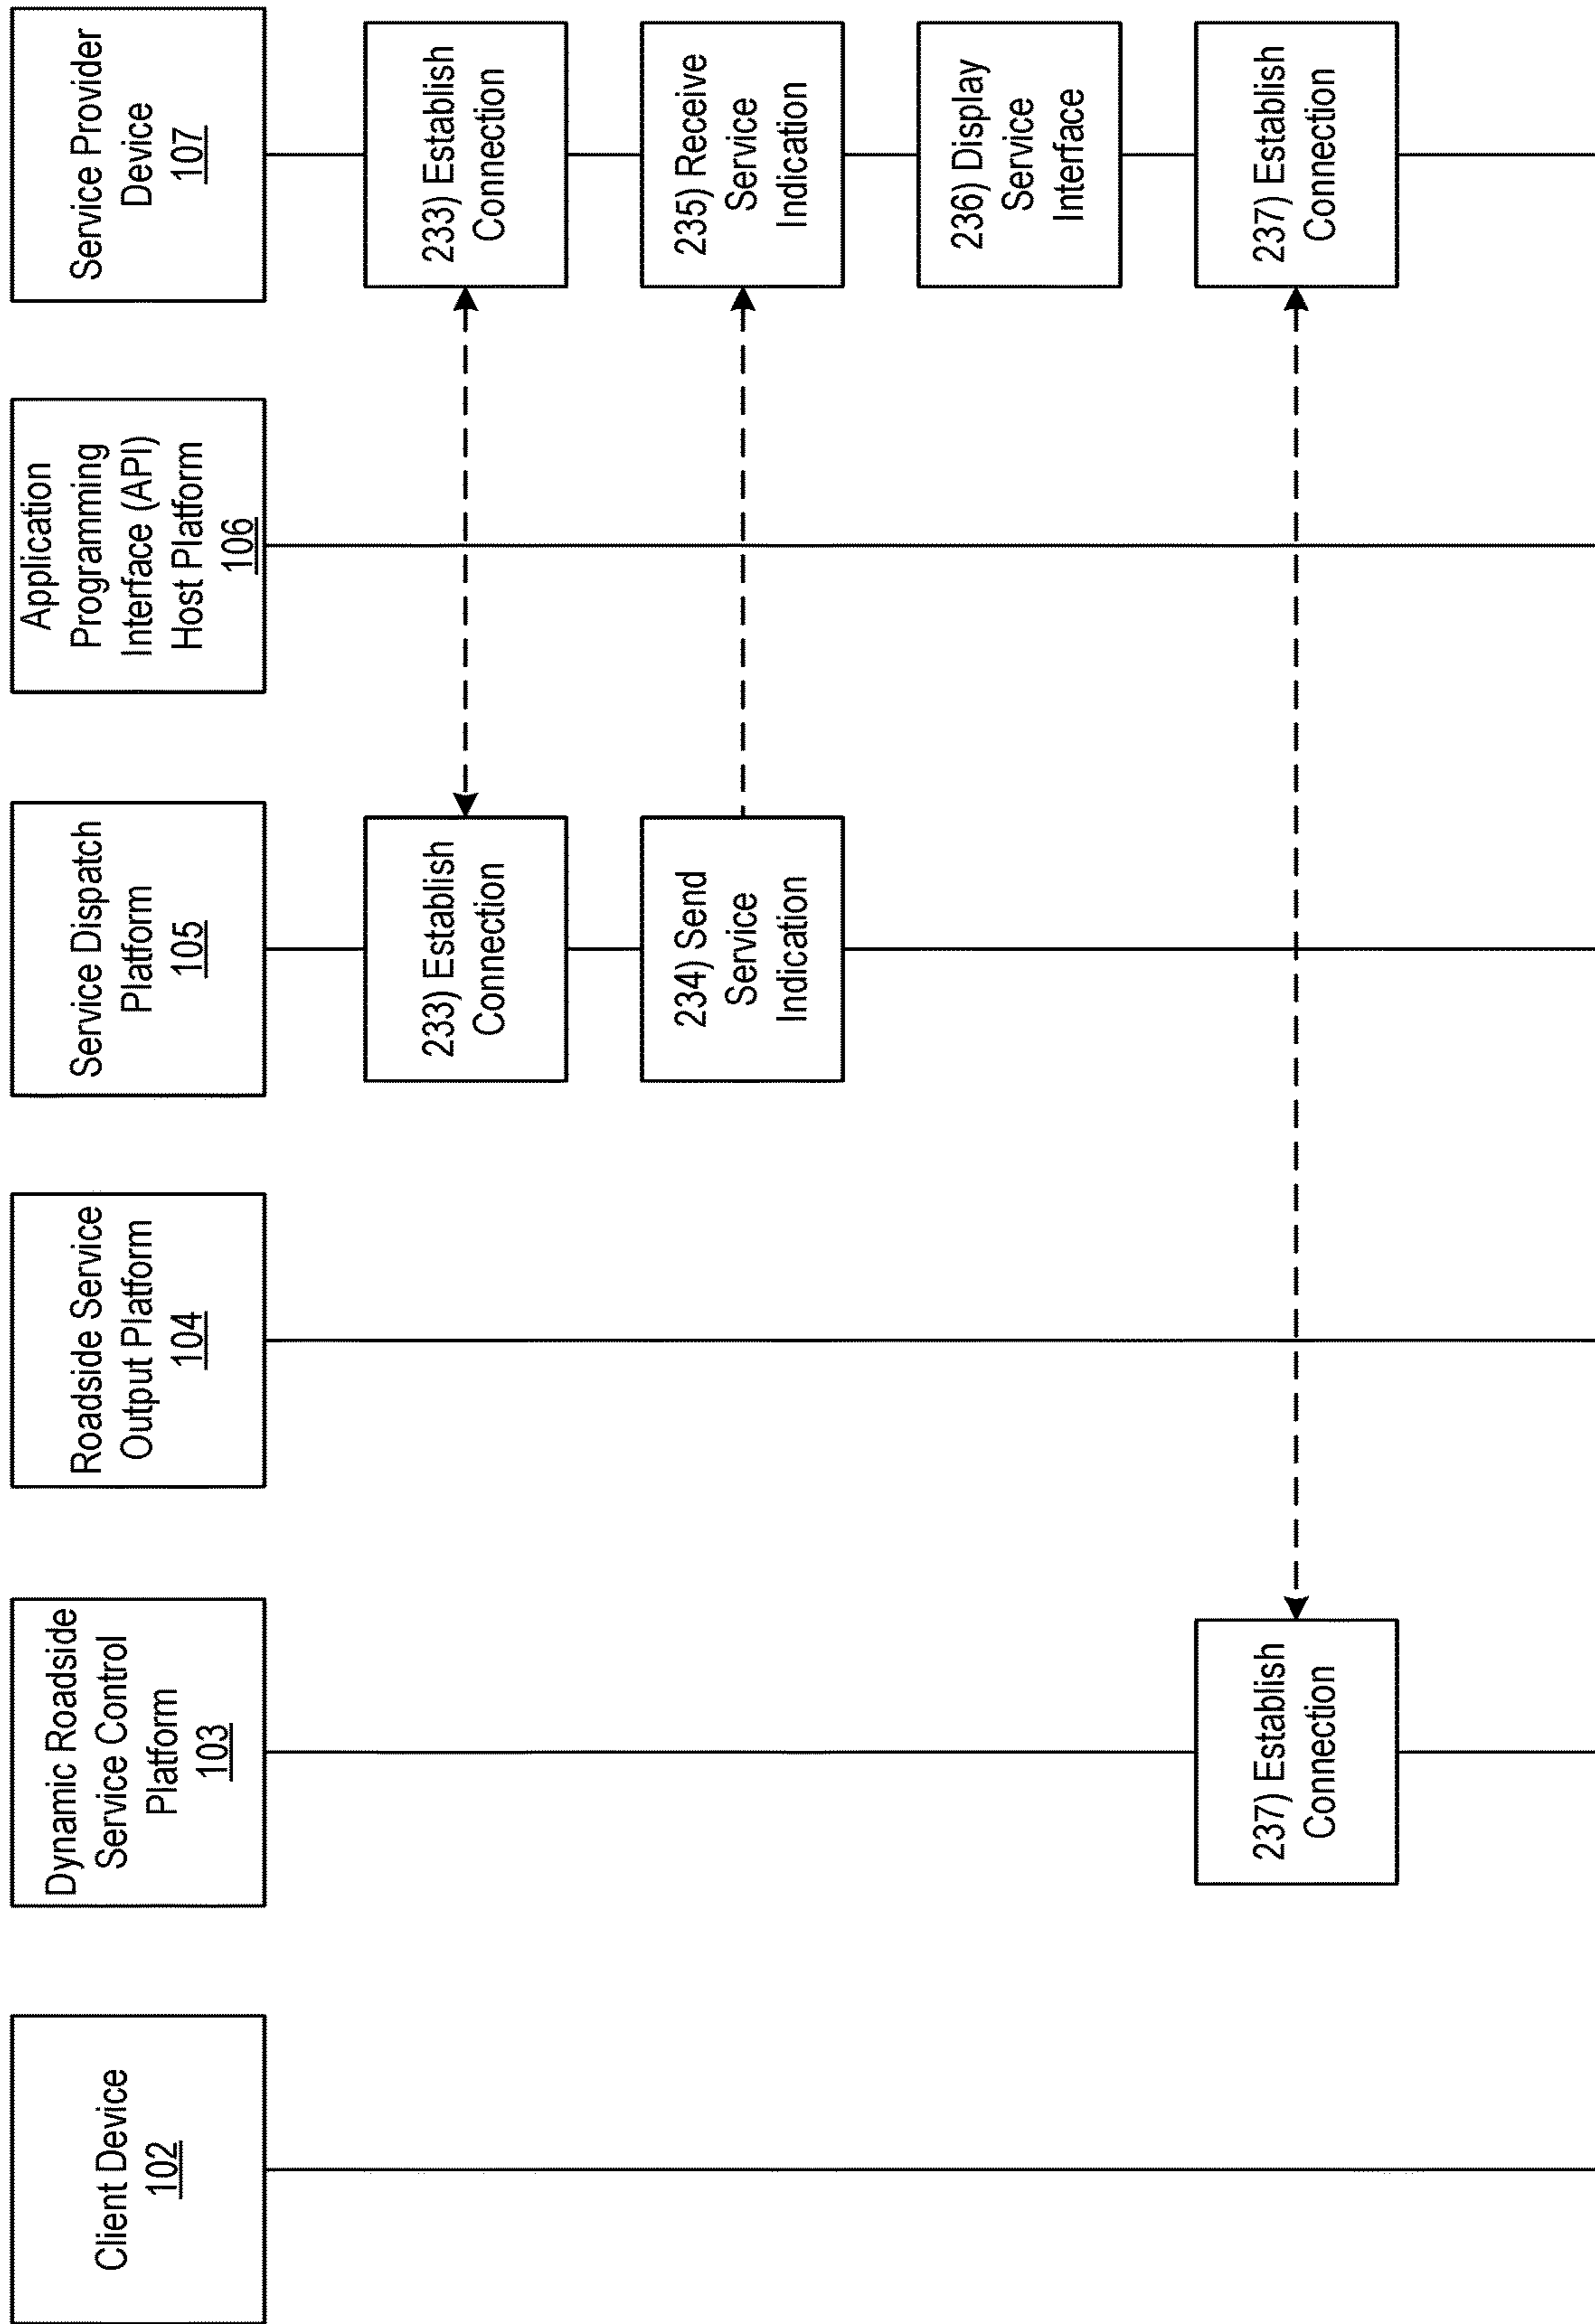 Client Device
102
Dynamic Roadside
Service Control
Platform
103
Roadside Service
Output Platform
104
Service Dispatch
Platform
105
Application
Programming
Interface (API)
Host Platform
106
Service Provider
Device
107
233) Establish
Connection
233) Establish
Connection
234) Send
Service
Indication
235) Receive
Service
Indication
236) Display
Service
Interface
237) Establish
Connection
237) Establish
Connection